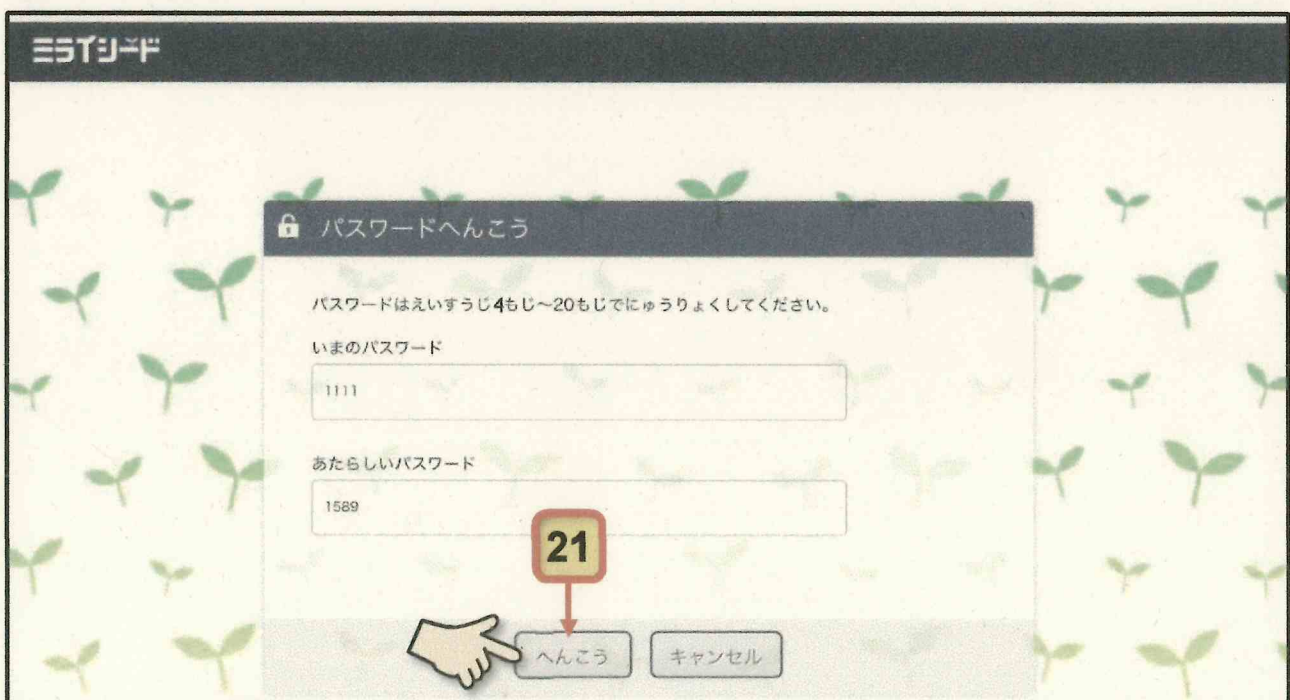 ミライシード
パスワードへんこう
パスワードはえいすうじ4もじ～20もじでにゅうりょくしてください。
いまのパスワード
1111
あたらしいパスワード
1589
21
へんこう
キャンセル